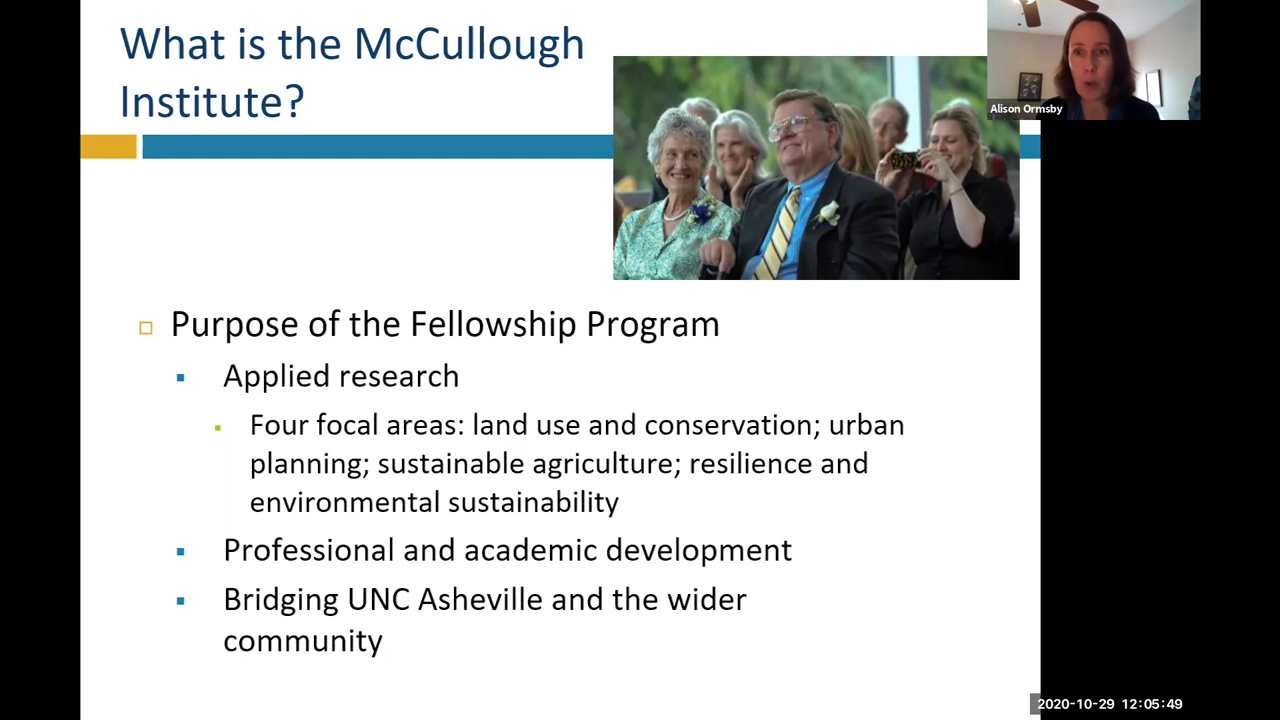 What is the McCullough
Institute?
Alison Ormsby
Purpose of the Fellowship Program
Applied research
Four focal areas: land use and conservation; urban
planning; sustainable agriculture; resilience and
environmental sustainability
Professional and academic development
Bridging UNC Asheville and the wider
community
2020-10-29 12:05:49